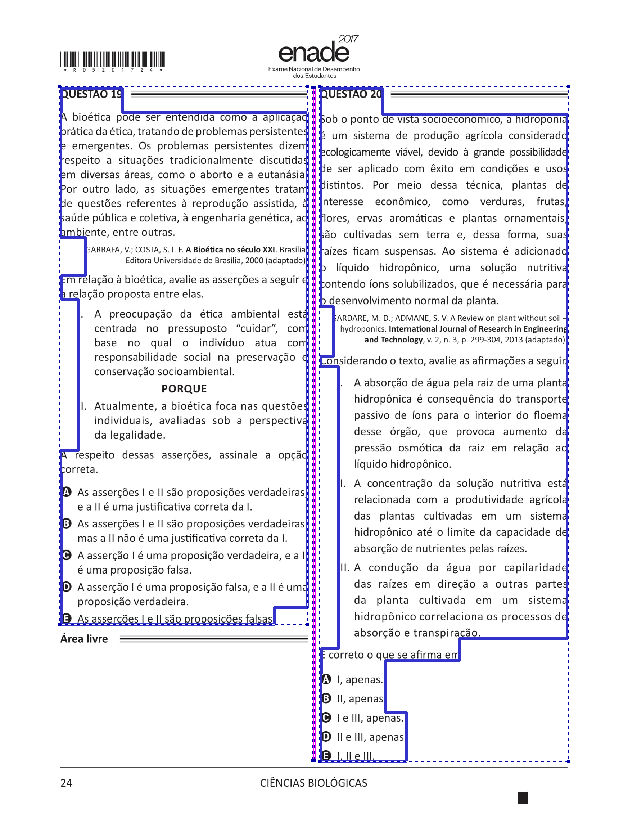 2017
enade
Exame Nacional de Desempenho
dos Estudantes
QUESTÃO 19
A bioética pode ser entendida como a aplicação
prática da ética, tratando de problemas persistentes
e emergentes. Os problemas persistentes dizem
respeito a situações tradicionalmente discutidas
em diversas áreas, como o aborto e a eutanásia.
Por outro lado, as situações emergentes tratam
de questões referentes à reprodução assistida, à
saúde pública e coletiva, à engenharia genética, ao
ambiente, entre outras.
GARRAFA, V.; COSTA, S. I. F. A Bioética no século XXI. Brasília:
Editora Universidade de Brasília, 2000 (adaptado).
Em relação à bioética, avalie as asserções a seguir e
a relação proposta entre elas.
I. A preocupação da ética ambiental está
centrada no pressuposto “cuidar”, com
base no qual o indivíduo atua com
responsabilidade social na preservação e
conservação socioambiental.
PORQUE
II. Atualmente, a bioética foca nas questões
individuais, avaliadas sob a perspectiva
da legalidade.
A respeito dessas asserções, assinale a opção
correta.
A As asserções I e II são proposições verdadeiras,
e a II é uma justificativa correta da I.
B As asserções I e II são proposições verdadeiras,
mas a II não é uma justificativa correta da I.
C A asserção I é uma proposição verdadeira, e a II
é uma proposição falsa.
D A asserção I é uma proposição falsa, e a II é uma
proposição verdadeira.
E As asserções I e II são proposições falsas.
Área livre
QUESTÃO 20
Sob o ponto de vista socioeconômico, a hidroponia
é um sistema de produção agrícola considerado
ecologicamente viável, devido à grande possibilidade
de ser aplicado com êxito em condições e usos
distintos. Por meio dessa técnica, plantas de
interesse econômico, como verduras, frutas,
flores, ervas aromáticas e plantas ornamentais,
são cultivadas sem terra e, dessa forma, suas
raízes ficam suspensas. Ao sistema é adicionado
o líquido hidropônico, uma solução nutritiva
contendo íons solubilizados, que é necessária para
o desenvolvimento normal da planta.
SARDARE, M. D.; ADMANE, S. V. A Review on plant without soil –
hydroponics. International Journal of Research in Engineering
and Technology, v. 2, n. 3, p. 299-304, 2013 (adaptado).
Considerando o texto, avalie as afirmações a seguir.
I. A absorção de água pela raiz de uma planta
hidropônica é consequência do transporte
passivo de íons para o interior do floema
desse órgão, que provoca aumento da
pressão osmótica da raiz em relação ao
líquido hidropônico.
II. A concentração da solução nutritiva está
relacionada com a produtividade agrícola
das plantas cultivadas em um sistema
hidropônico até o limite da capacidade de
absorção de nutrientes pelas raízes.
III. A condução da água por capilaridade
das raízes em direção a outras partes
da planta cultivada em um sistema
hidropônico correlaciona os processos de
absorção e transpiração.
É correto o que se afirma em
A I, apenas.
B II, apenas.
C I e III, apenas.
D II e III, apenas.
E I, II e III.
24
CIÊNCIAS BIOLÓGICAS